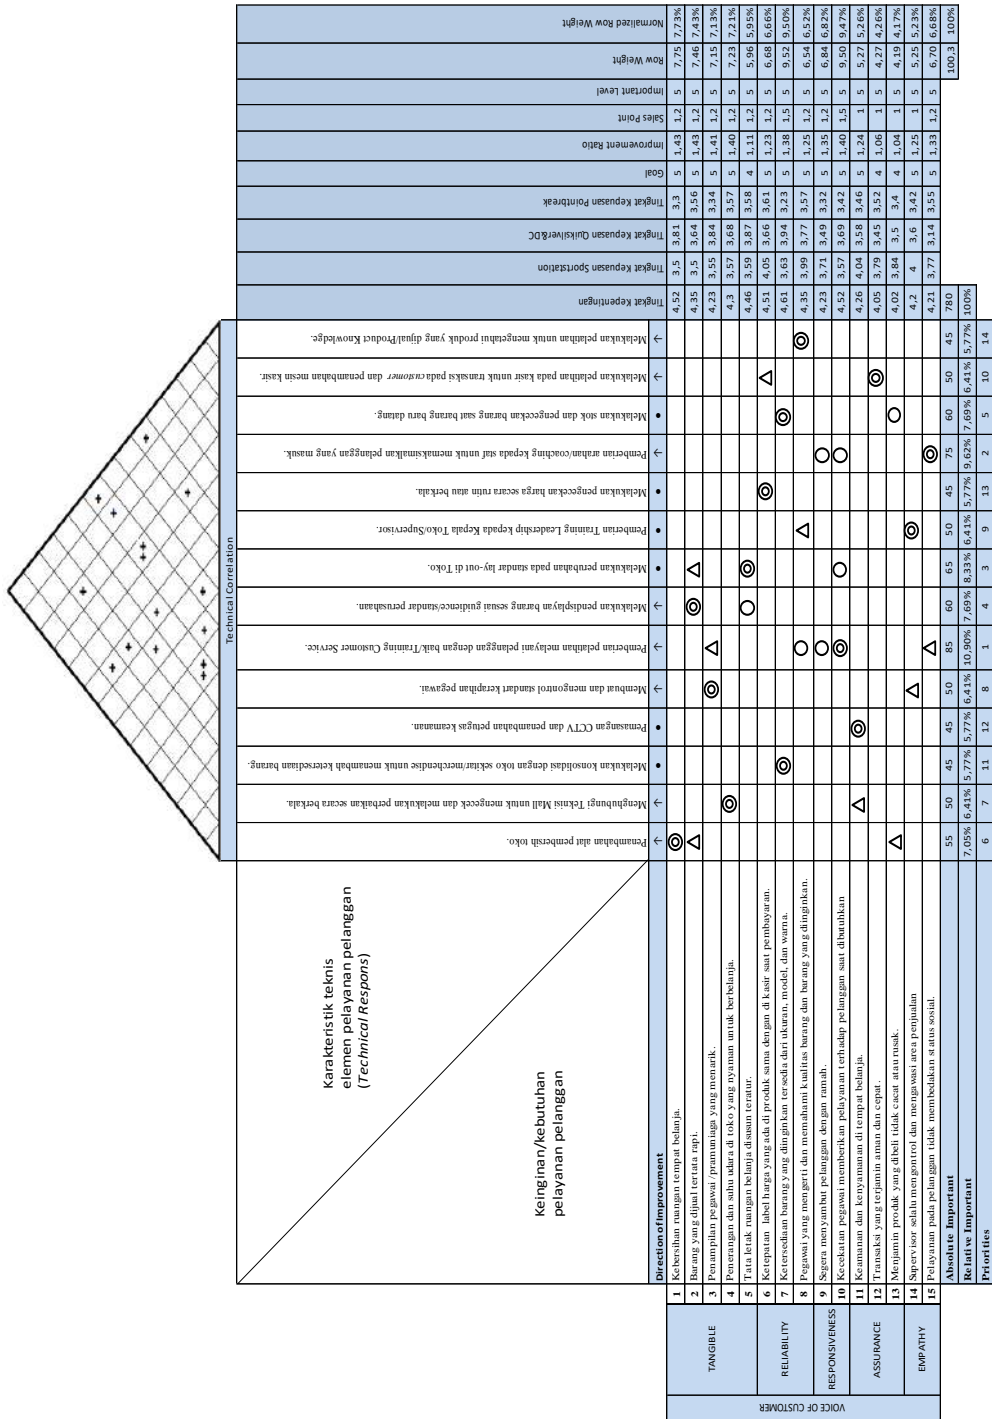 Technical Correlation
Karakteristik teknis
elemen pelayanan pelanggan
(Technical Respons)
Keinginan/kebutuhan
pelayanan pelanggan
Penambahan alat pembersih toko.
Menghubungi Teknisi Mall untuk mengecek dan melakukan perbaikan secara berkala.
Melakukan konsolidasi dengan toko sekitar/merchendise untuk menambah ketersediaan barang.
Pemasangan CCTV dan penambahan petugas keamanan.
Membuat dan mengontrol standart kerapihan pegawai.
Pemberian pelatihan melayani pelanggan dengan baik/Training Customer Service.
Melakukan pendisplayan barang sesuai guidience/standar perusahaan.
Melakukan perubahan pada standar lay-out di Toko.
Pemberian Training Leadership kepada Kepala Toko/Supervisor.
Melakukan pengecekan harga secara rutin atau berkala.
Pemberian arahan/coaching kepada staf untuk memaksimalkan pelanggan yang masuk.
Melakukan stok dan pengecekan barang saat barang baru datang.
Melakukan pelatihan pada kasir untuk transaksi pada customer dan penambahan mesin kasir.
Melakukan pelatihan untuk mengetahui produk yang dijual/Product Knowledge.
Tingkat Kepentingan
Tingkat Kepuasan Sportstation
Tingkat Kepuasan Quiksilver&DC
Tingkat Kepuasan Pointbreak
Goal
Improvement Ratio
Sales Point
Important Level
Row Weight
Normalized Row Weight
Direction of Improvement
VOICE OF CUSTOMER
TANGIBLE
1 Kebersihan ruangan tempat belanja. 4,52 3,5 3,81 3,3 5 1,43 1,2 5 7,75 7,73%
2 Barang yang dijual tertata rapi. 4,35 3,5 3,64 3,56 5 1,43 1,2 5 7,46 7,43%
3 Penampilan pegawai /pramuniaga yang menarik. 4,23 3,55 3,84 3,34 5 1,41 1,2 5 7,15 7,13%
4 Penerangan dan suhu udara di toko yang nyaman untuk berbelanja. 4,3 3,57 3,68 3,57 5 1,40 1,2 5 7,23 7,21%
5 Tata letak ruangan belanja disusun teratur. 4,46 3,59 3,87 3,58 4 1,11 1,2 5 5,96 5,95%
RELIABILITY
6 Ketepatan label harga yang ada di produk sama dengan di kasir saat pembayaran. 4,51 4,05 3,66 3,61 5 1,23 1,2 5 6,68 6,66%
7 Ketersediaan barang yang diinginkan tersedia dari ukuran, model, dan warna. 4,61 3,63 3,94 3,23 5 1,38 1,5 5 9,52 9,50%
8 Pegawai yang mengerti dan memahami kualitas barang dan barang yang diinginkan. 4,35 3,99 3,77 3,57 5 1,25 1,2 5 6,54 6,52%
RESPONSIVENESS
9 Segera menyambut pelanggan dengan ramah. 4,23 3,71 3,49 3,32 5 1,35 1,2 5 6,84 6,82%
10 Kecekatan pegawai memberikan pelayanan terhadap pelanggan saat dibutuhkan 4,52 3,57 3,69 3,42 5 1,40 1,5 5 9,50 9,47%
ASSURANCE
11 Keamanan dan kenyamanan di tempat belanja. 4,26 4,04 3,58 3,46 5 1,24 1 5 5,27 5,26%
12 Transaksi yang terjamin aman dan cepat. 4,05 3,79 3,45 3,52 4 1,06 1 5 4,27 4,26%
13 Menjamin produk yang dibeli tidak cacat atau rusak. 4,02 3,84 3,5 3,4 4 1,04 1 5 4,19 4,17%
EMPATHY
14 Supervisor selalu mengontrol dan mengawasi area penjualan 4,2 4 3,6 3,42 5 1,25 1 5 5,25 5,23%
15 Pelayanan pada pelanggan tidak membedakan status sosial. 4,21 3,77 3,14 3,55 5 1,33 1,2 5 6,70 6,68%
Absolute Important 55 50 45 45 50 85 60 65 50 45 75 60 50 45 780 100,3 100%
Relative Important 7,05% 6,41% 5,77% 5,77% 6,41% 10,90% 7,69% 8,33% 6,41% 5,77% 9,62% 7,69% 6,41% 5,77% 100%
Priorities 6 7 11 12 8 1 4 3 9 13 2 5 10 14